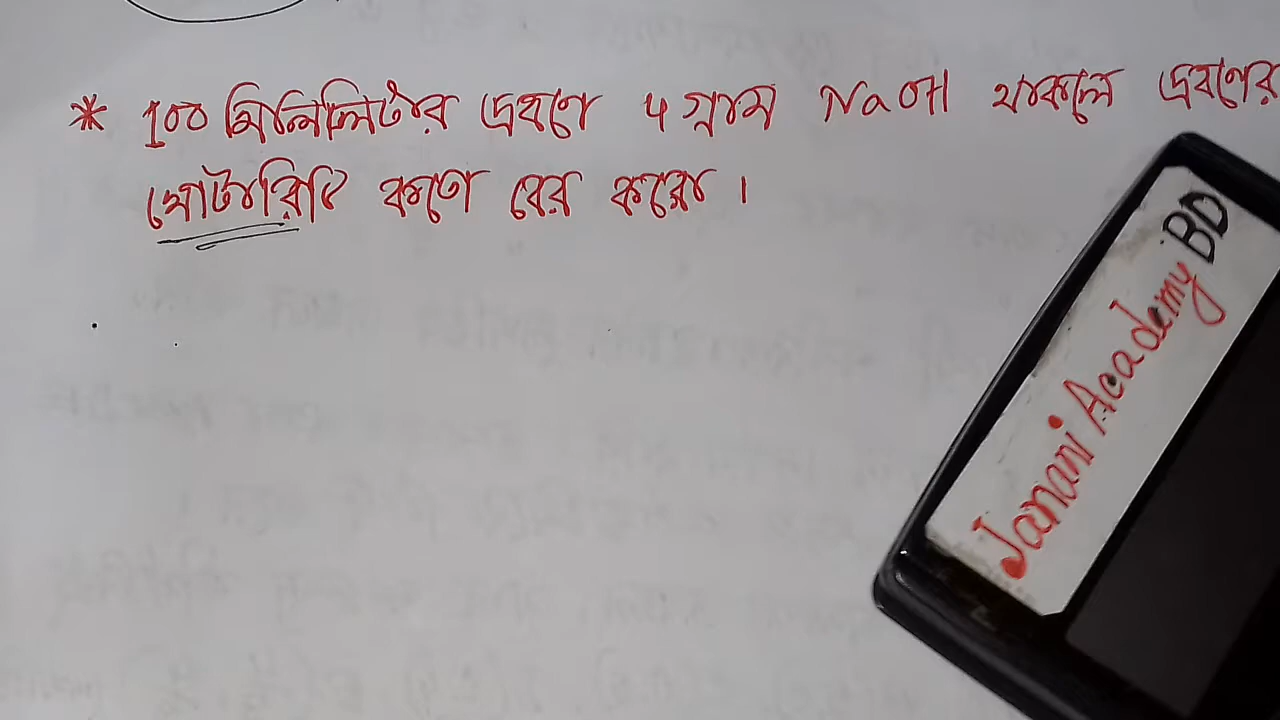 * 100 মিলিলিটার দ্রবণে 4 গ্রাম NaOH থাকলে দ্রবণের
মোটারিটি কতো বের করো ।
Janani Academy BD